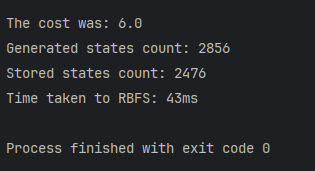 The cost was: 6.0
Generated states count: 2856
Stored states count: 2476
Time taken to RBFS: 43ms
Process finished with exit code 0